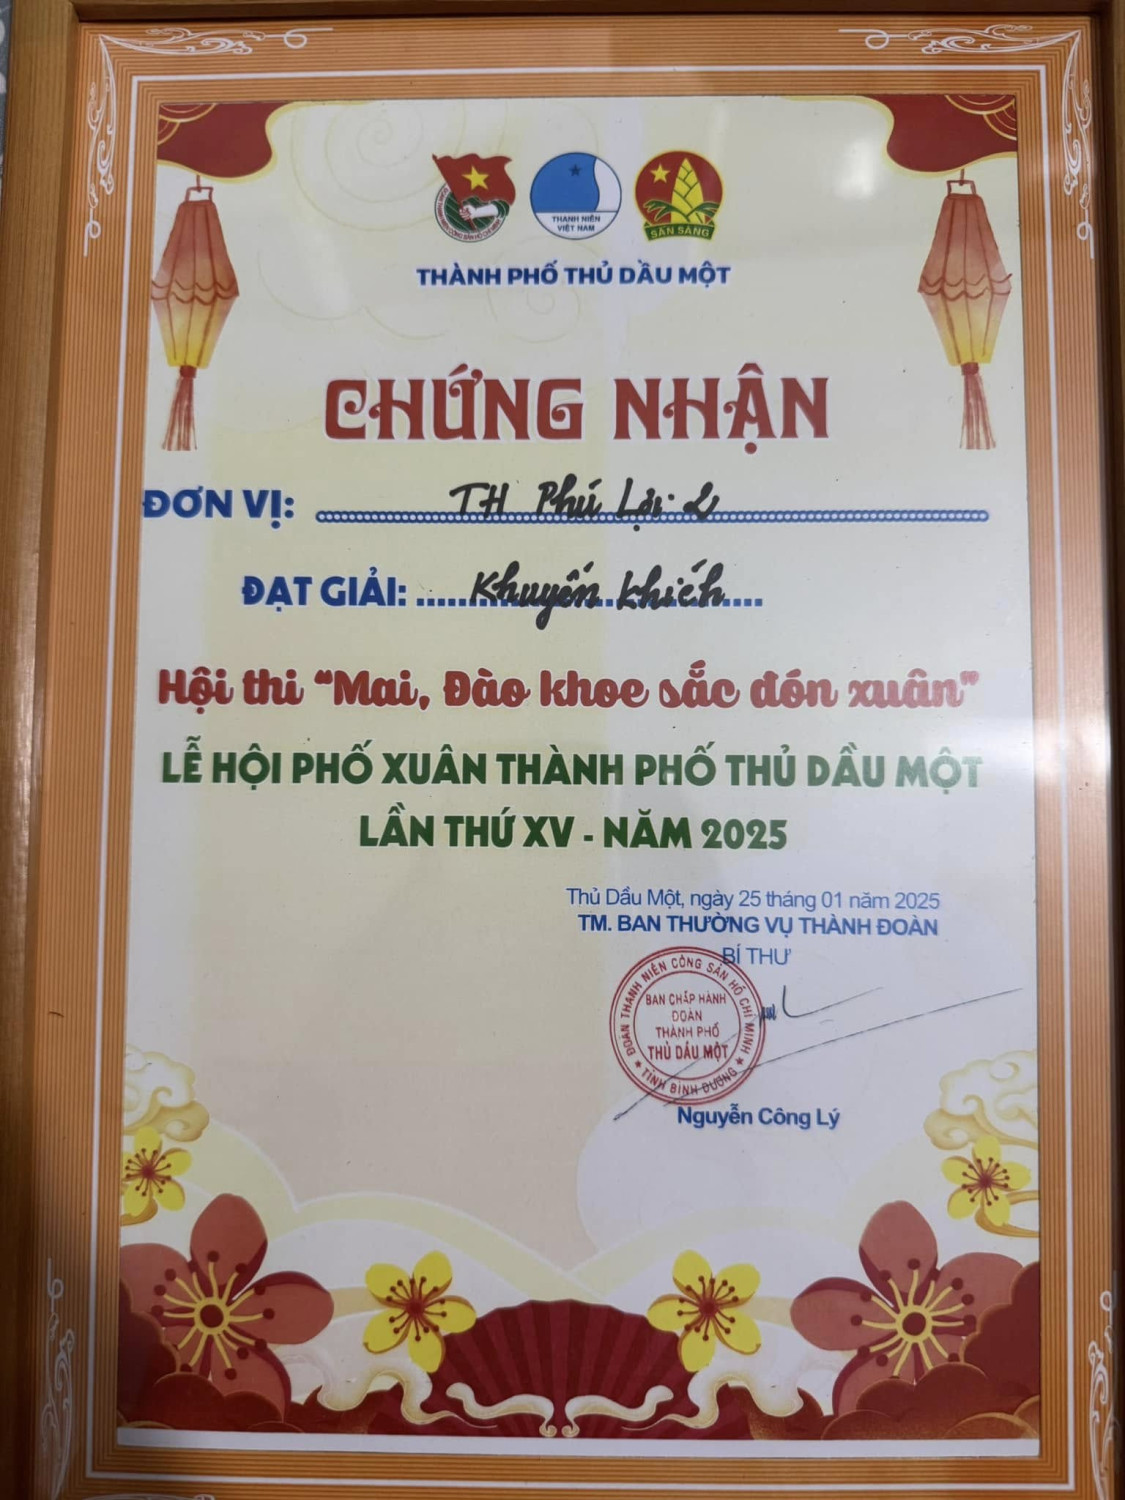 THANH NIÊN
VIỆT NAM
SẴN SÀNG
THÀNH PHỐ THỦ DẦU MỘT
CHỨNG NHẬN
ĐƠN VỊ: TH Phú Lợi 2
ĐẠT GIẢI: ...Khuyến khích...
Hội thi “Mai, Đào khoe sắc đón xuân”
LỄ HỘI PHỐ XUÂN THÀNH PHỐ THỦ DẦU MỘT
LẦN THỨ XV - NĂM 2025
Thủ Dầu Một, ngày 25 tháng 01 năm 2025
TM. BAN THƯỜNG VỤ THÀNH ĐOÀN
BÍ THƯ
ĐOÀN THANH NIÊN CỘNG SẢN HỒ CHÍ MINH
BAN CHẤP HÀNH
ĐOÀN
THÀNH PHỐ
THỦ DẦU MỘT
★ TỈNH BÌNH DƯƠNG ★
Nguyễn Công Lý